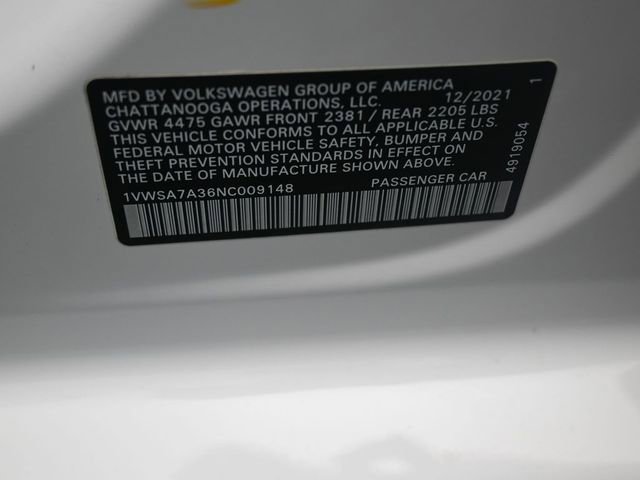 MFD BY VOLKSWAGEN GROUP OF AMERICA
CHATTANOOGA OPERATIONS, LLC. 12/2021 1
GVWR 4475 GAWR FRONT 2381 / REAR 2205 LBS
THIS VEHICLE CONFORMS TO ALL APPLICABLE U.S.
FEDERAL MOTOR VEHICLE SAFETY, BUMPER AND
THEFT PREVENTION STANDARDS IN EFFECT ON
THE DATE OF MANUFACTURE SHOWN ABOVE.
1VWSA7A36NC009148 PASSENGER CAR
4919054